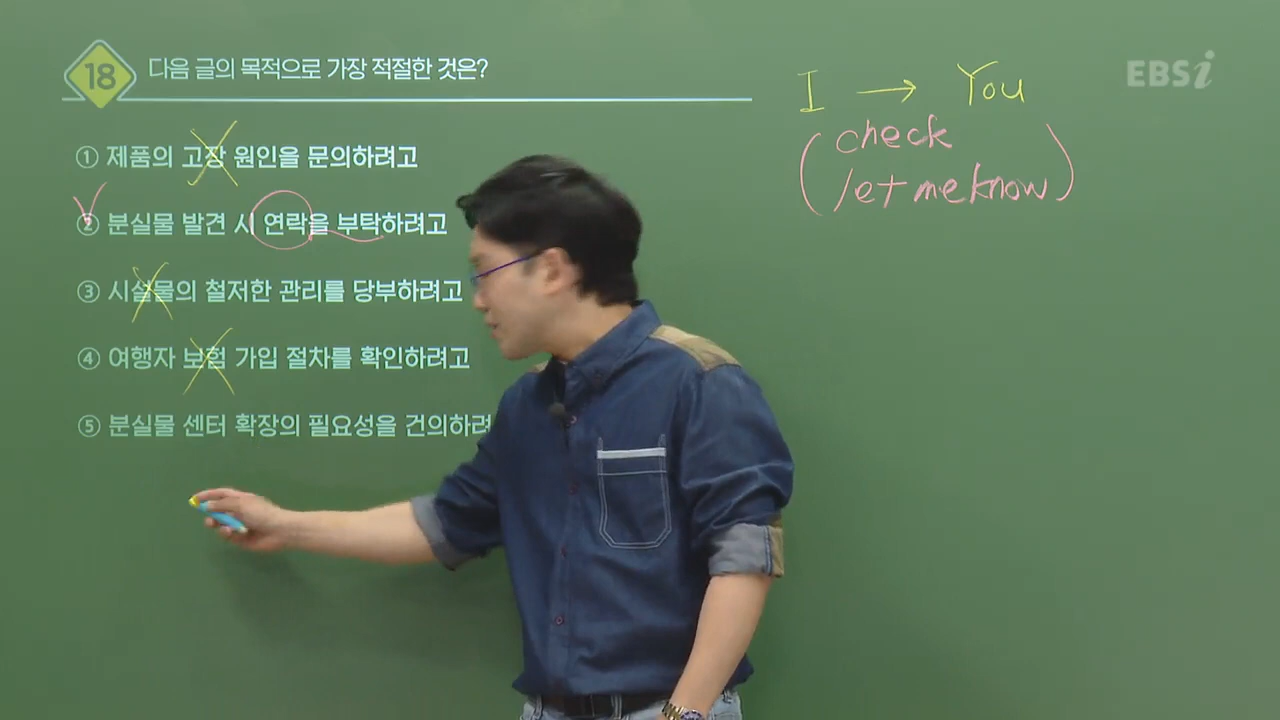 18 다음 글의 목적으로 가장 적절한 것은?
① 제품의 고장 원인을 문의하려고
② 분실물 발견 시 연락을 부탁하려고
③ 시설물의 철저한 관리를 당부하려고
④ 여행자 보험 가입 절차를 확인하려고
⑤ 분실물 센터 확장의 필요성을 건의하려
I → You
(check
let me know)
EBSi